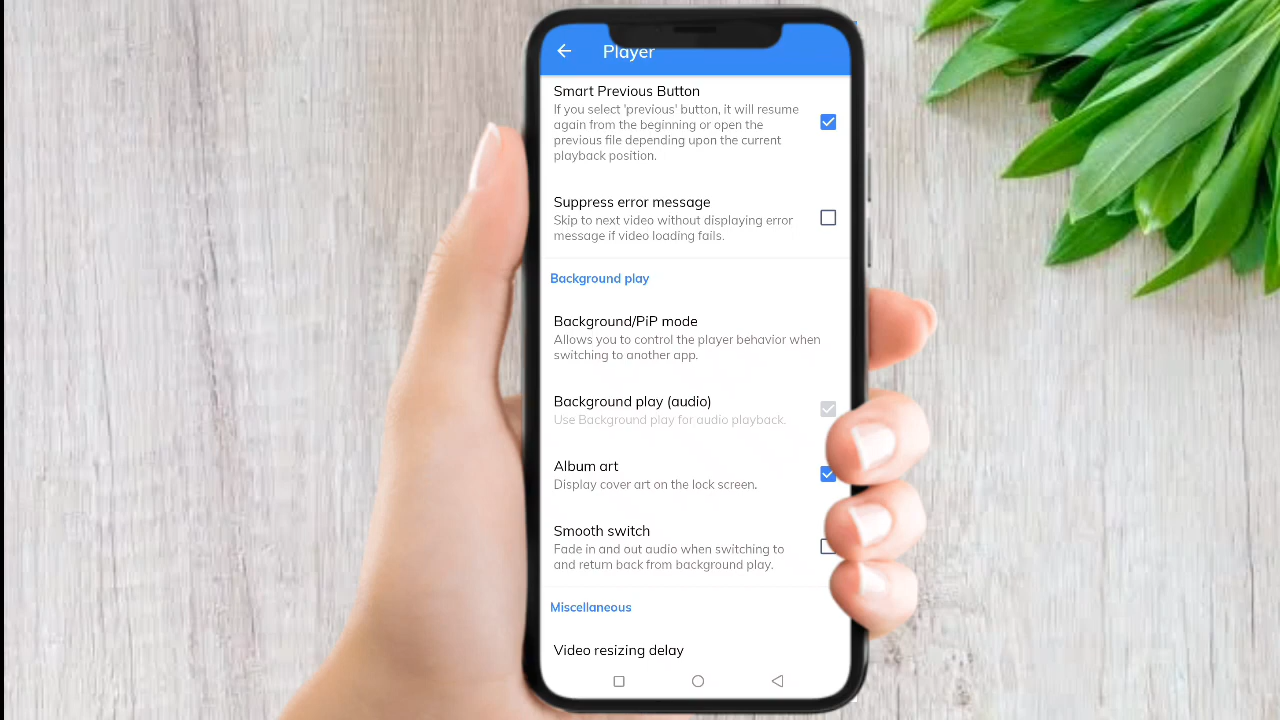 Player
Smart Previous Button
If you select 'previous' button, it will resume
again from the beginning or open the
previous file depending upon the current
playback position.
Suppress error message
Skip to next video without displaying error
message if video loading fails.
Background play
Background/PiP mode
Allows you to control the player behavior when
switching to another app.
Background play (audio)
Use Background play for audio playback.
Album art
Display cover art on the lock screen.
Smooth switch
Fade in and out audio when switching to
and return back from background play.
Miscellaneous
Video resizing delay